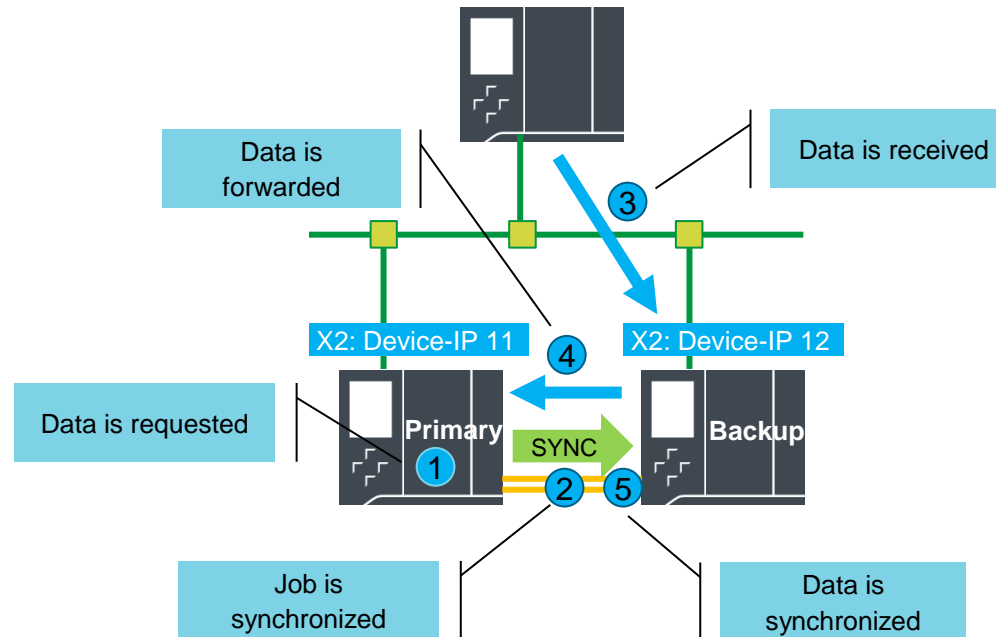 Data is
forwarded
Data is received
3
X2: Device-IP 11
X2: Device-IP 12
4
Data is requested
Primary
SYNC
Backup
1
2
5
Job is
synchronized
Data is
synchronized